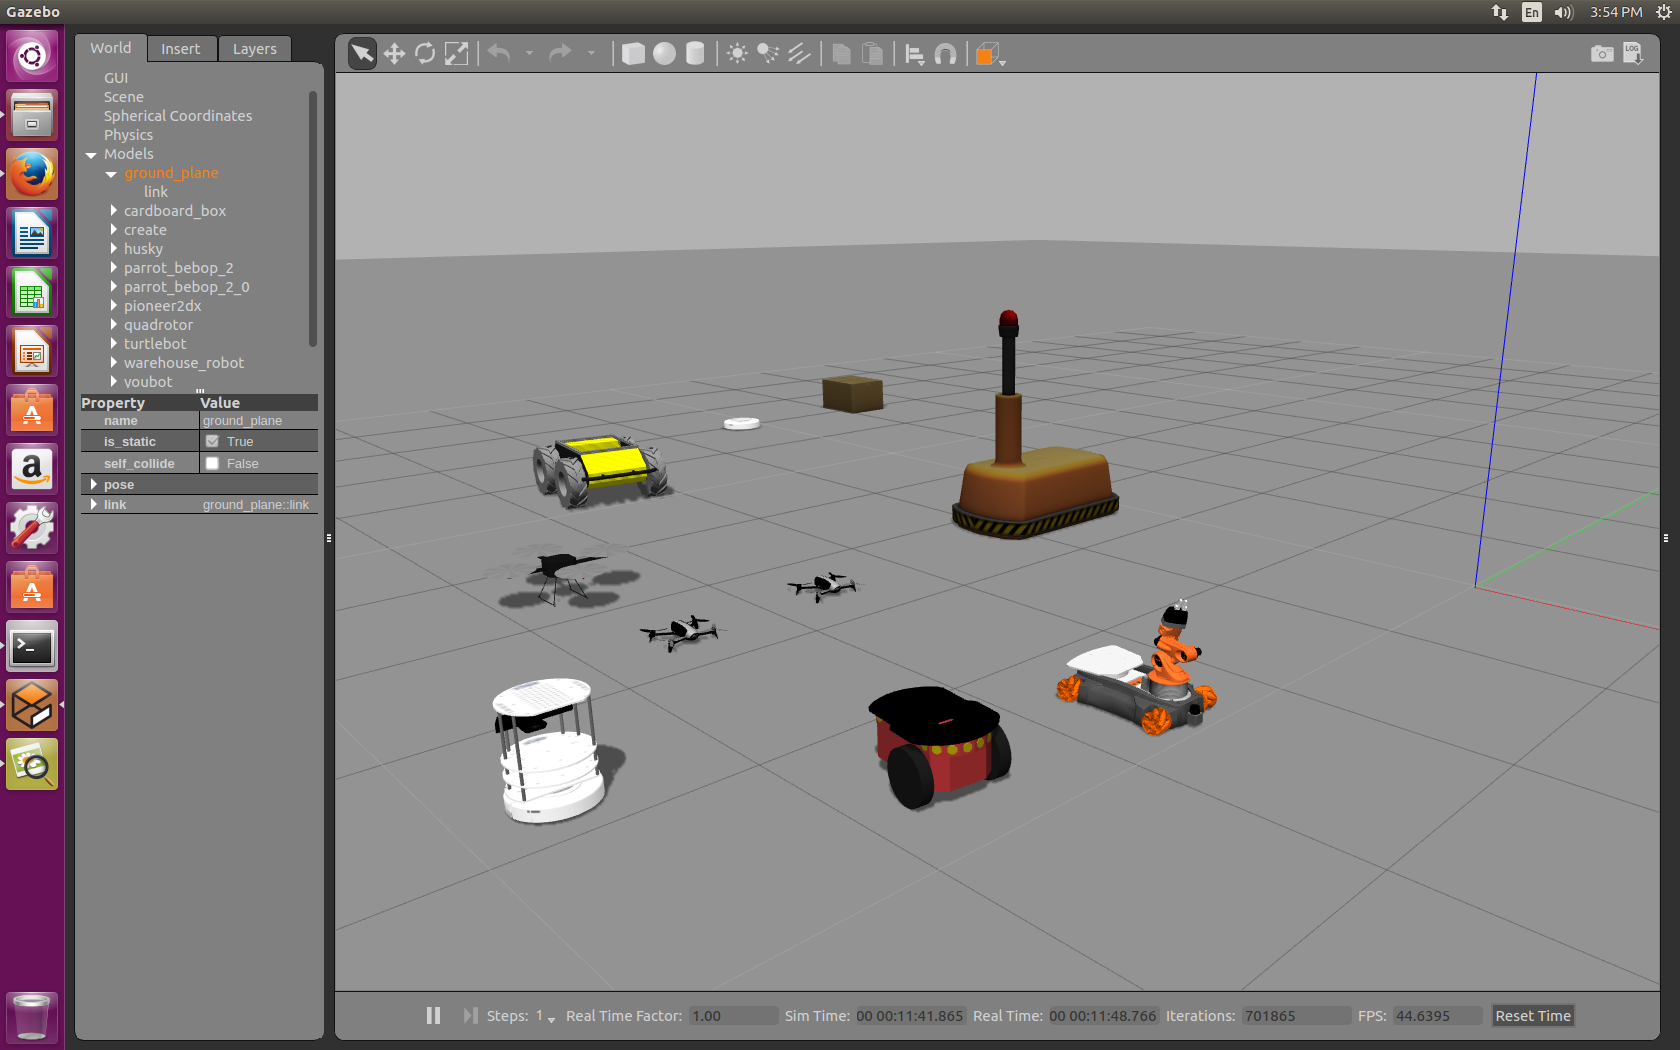 Gazebo
En
3:54 PM
World
Insert
Layers
LOG
GUI
Scene
Spherical Coordinates
Physics
Models
ground_plane
link
cardboard_box
create
husky
parrot_bebop_2
parrot_bebop_2_0
pioneer2dx
quadrotor
turtlebot
warehouse_robot
youbot
Property Value
name ground_plane
is_static True
self_collide False
pose
link ground_plane::link
Steps: 1 Real Time Factor: 1.00 Sim Time: 00 00:11:41.865 Real Time: 00 00:11:48.766 Iterations: 701865 FPS: 44.6395 Reset Time